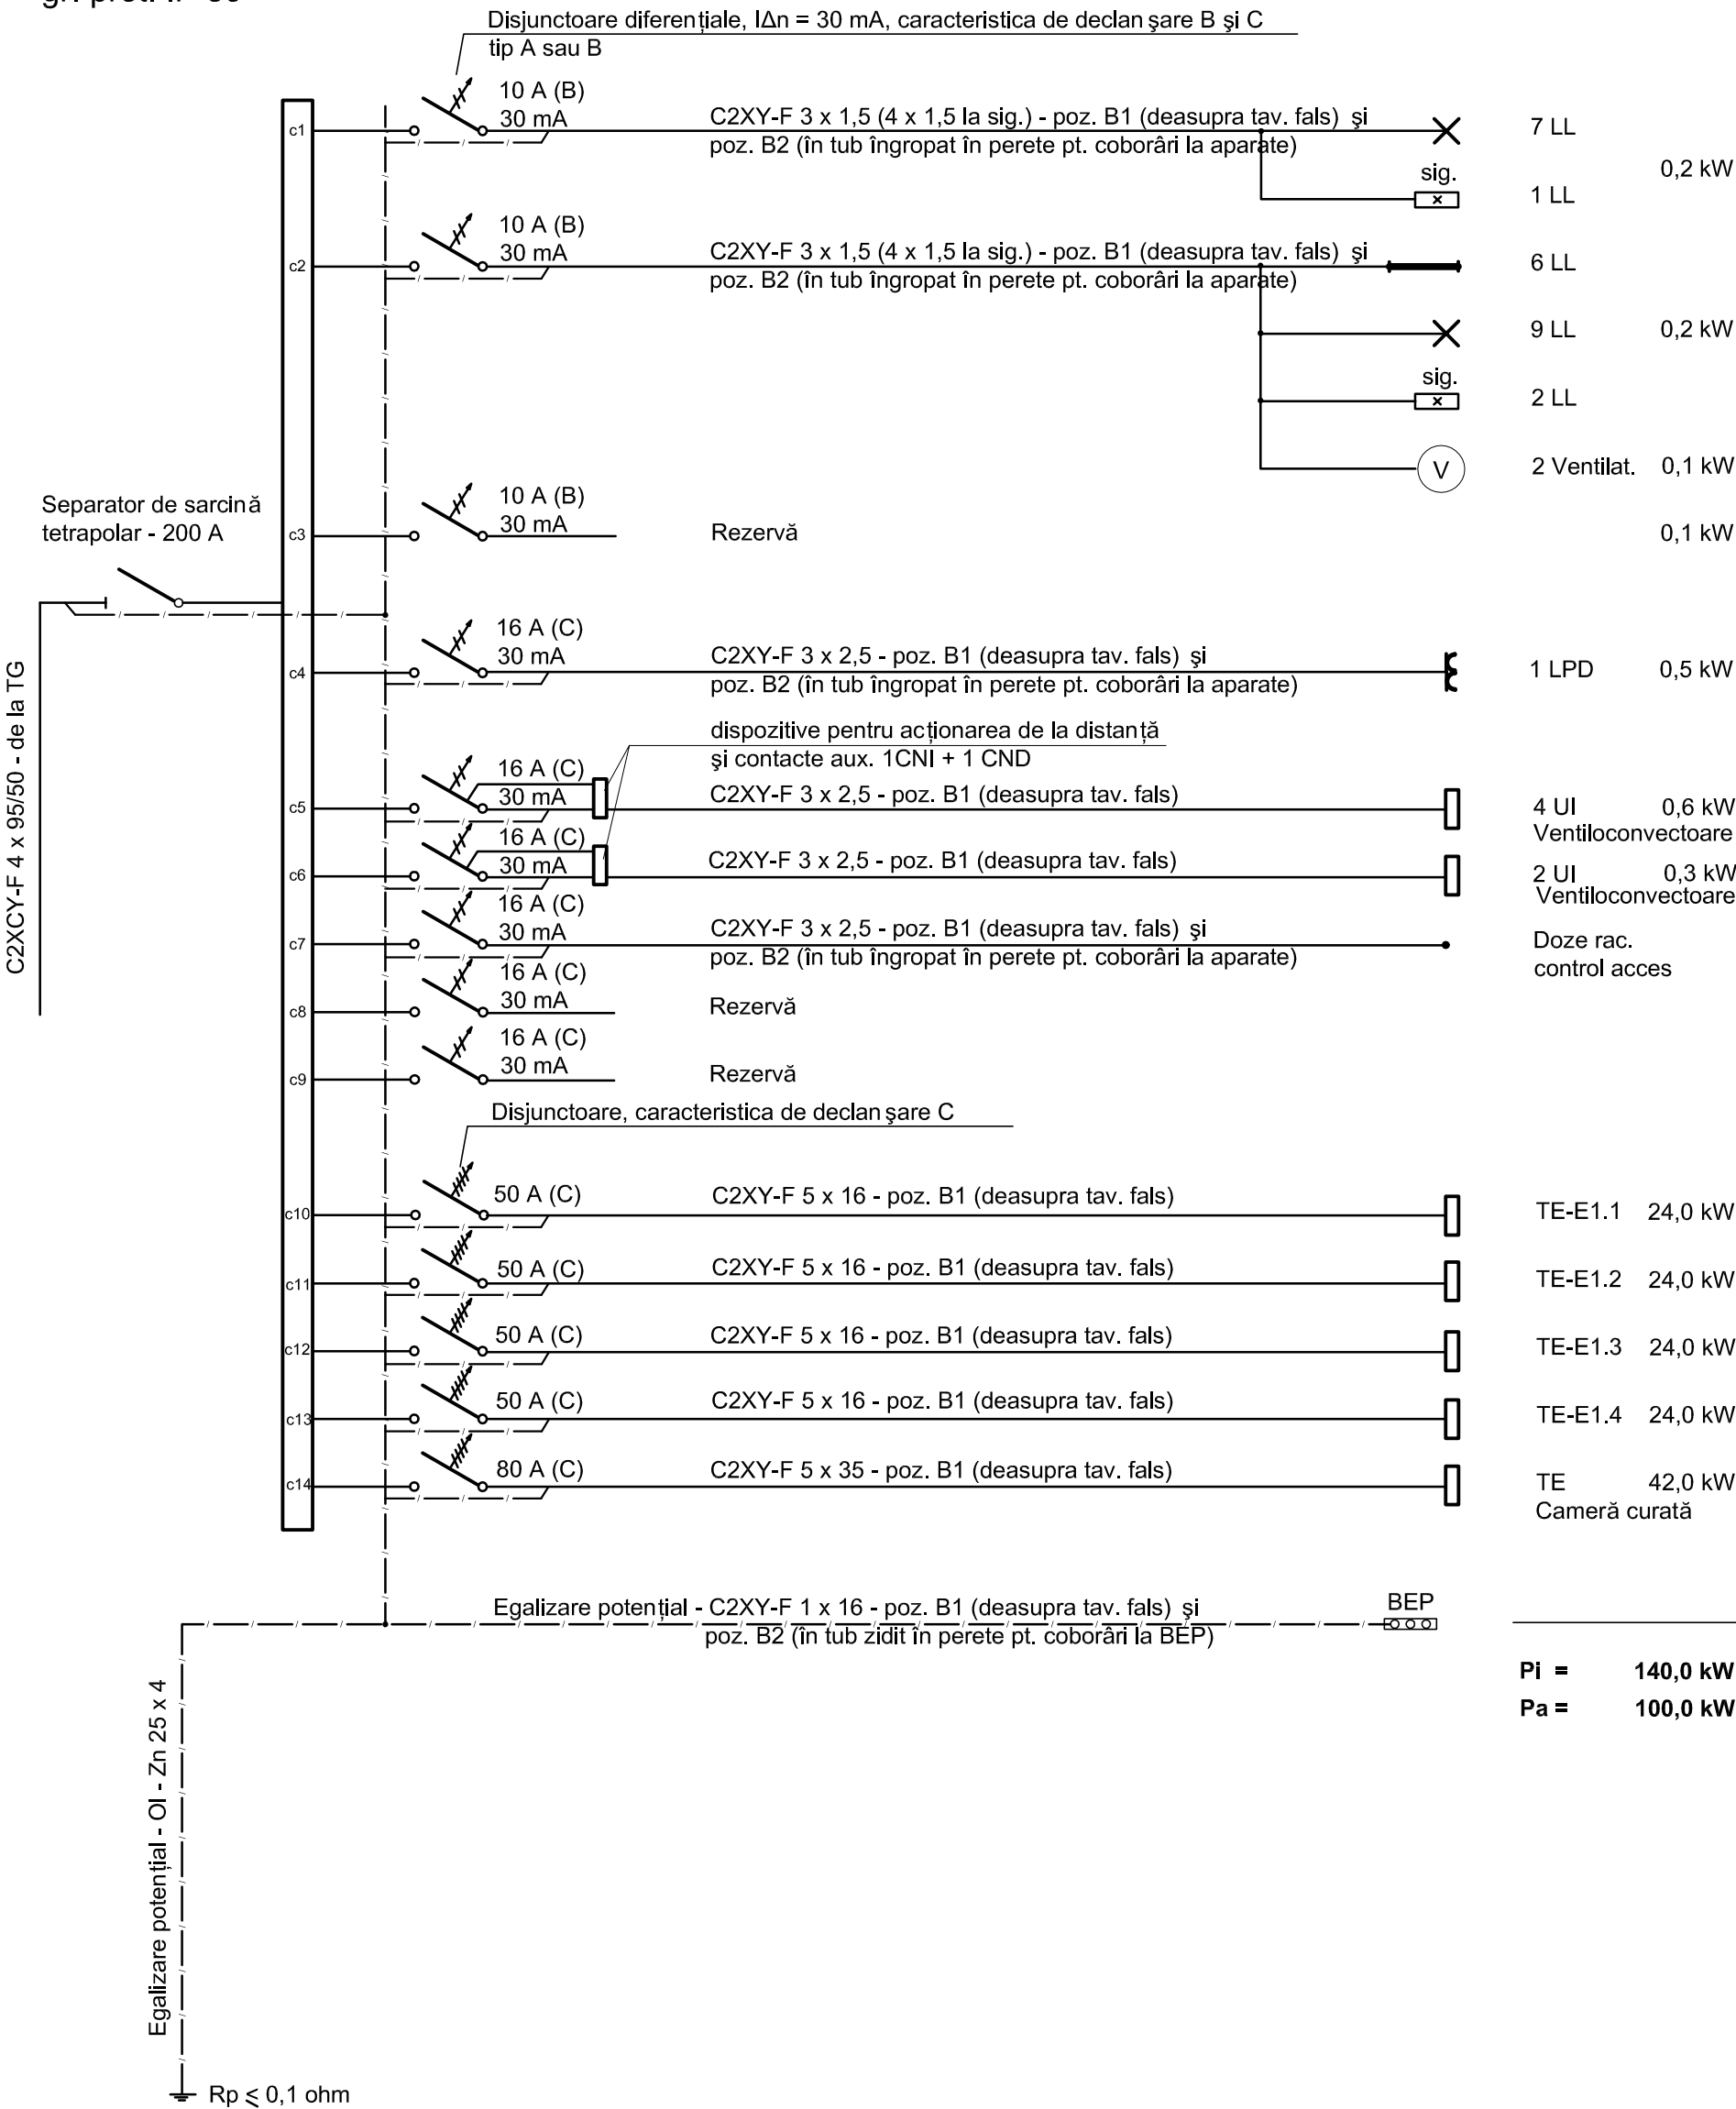 Disjunctoare diferențiale, IΔn = 30 mA, caracteristica de declanşare B şi C
tip A sau B
c1
10 A (B)
30 mA
C2XY-F 3 x 1,5 (4 x 1,5 la sig.) - poz. B1 (deasupra tav. fals) şi
poz. B2 (în tub îngropat în perete pt. coborâri la aparate)
7 LL
0,2 kW
sig.
1 LL
c2
10 A (B)
30 mA
C2XY-F 3 x 1,5 (4 x 1,5 la sig.) - poz. B1 (deasupra tav. fals) şi
poz. B2 (în tub îngropat în perete pt. coborâri la aparate)
6 LL
9 LL 0,2 kW
sig.
2 LL
V
2 Ventilat. 0,1 kW
Separator de sarcină
tetrapolar - 200 A
c3
10 A (B)
30 mA
Rezervă
0,1 kW
C2XCY-F 4 x 95/50 - de la TG
c4
16 A (C)
30 mA
C2XY-F 3 x 2,5 - poz. B1 (deasupra tav. fals) şi
poz. B2 (în tub îngropat în perete pt. coborâri la aparate)
1 LPD 0,5 kW
dispozitive pentru acționarea de la distanță
şi contacte aux. 1CNI + 1 CND
c5
16 A (C)
30 mA
C2XY-F 3 x 2,5 - poz. B1 (deasupra tav. fals)
4 UI 0,6 kW
Ventiloconvectoare
c6
16 A (C)
30 mA
C2XY-F 3 x 2,5 - poz. B1 (deasupra tav. fals)
2 UI 0,3 kW
Ventiloconvectoare
c7
16 A (C)
30 mA
C2XY-F 3 x 2,5 - poz. B1 (deasupra tav. fals) şi
poz. B2 (în tub îngropat în perete pt. coborâri la aparate)
Doze rac.
control acces
c8
16 A (C)
30 mA
Rezervă
c9
16 A (C)
30 mA
Rezervă
Disjunctoare, caracteristica de declanşare C
c10
50 A (C)
C2XY-F 5 x 16 - poz. B1 (deasupra tav. fals)
TE-E1.1 24,0 kW
c11
50 A (C)
C2XY-F 5 x 16 - poz. B1 (deasupra tav. fals)
TE-E1.2 24,0 kW
c12
50 A (C)
C2XY-F 5 x 16 - poz. B1 (deasupra tav. fals)
TE-E1.3 24,0 kW
c13
50 A (C)
C2XY-F 5 x 16 - poz. B1 (deasupra tav. fals)
TE-E1.4 24,0 kW
c14
80 A (C)
C2XY-F 5 x 35 - poz. B1 (deasupra tav. fals)
TE 42,0 kW
Cameră curată
Egalizare potențial - C2XY-F 1 x 16 - poz. B1 (deasupra tav. fals) şi
poz. B2 (în tub zidit în perete pt. coborâri la BEP)
BEP
Pi = 140,0 kW
Pa = 100,0 kW
Egalizare potențial - Ol - Zn 25 x 4
Rp ≤ 0,1 ohm